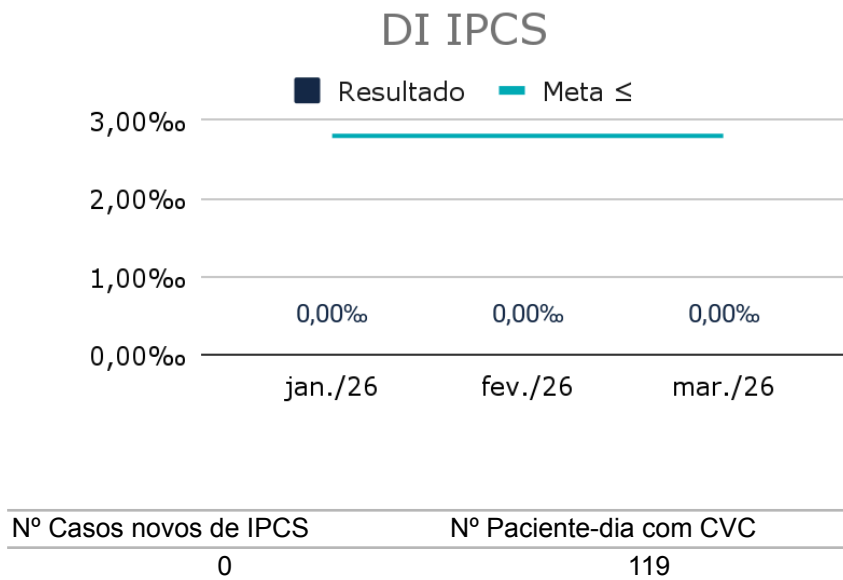 DI IPCS
Resultado Meta ≤
3,00‰
2,00‰
1,00‰
0,00‰ 0,00‰ 0,00‰
0,00‰
jan./26 fev./26 mar./26
Nº Casos novos de IPCS Nº Paciente-dia com CVC
0 119